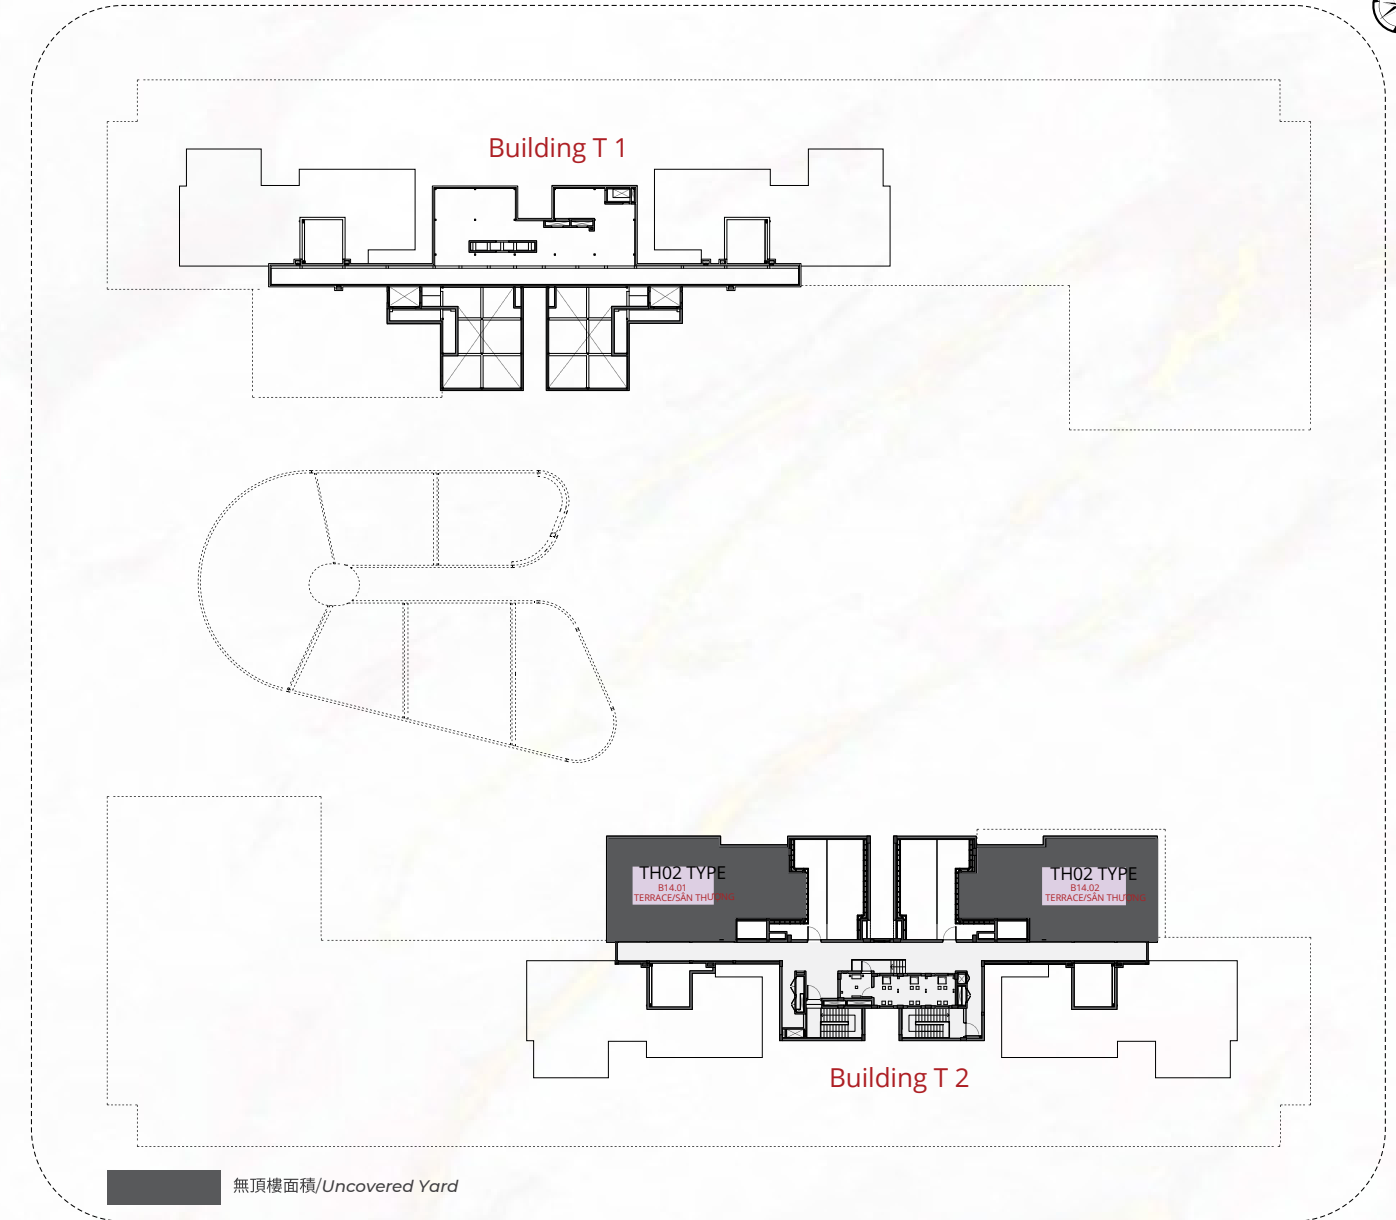 Building T 1
TH02 TYPE
B14.01
TERRACE/SÂN THƯỢNG
TH02 TYPE
B14.02
TERRACE/SÂN THƯỢNG
Building T 2
無頂樓面積/Uncovered Yard